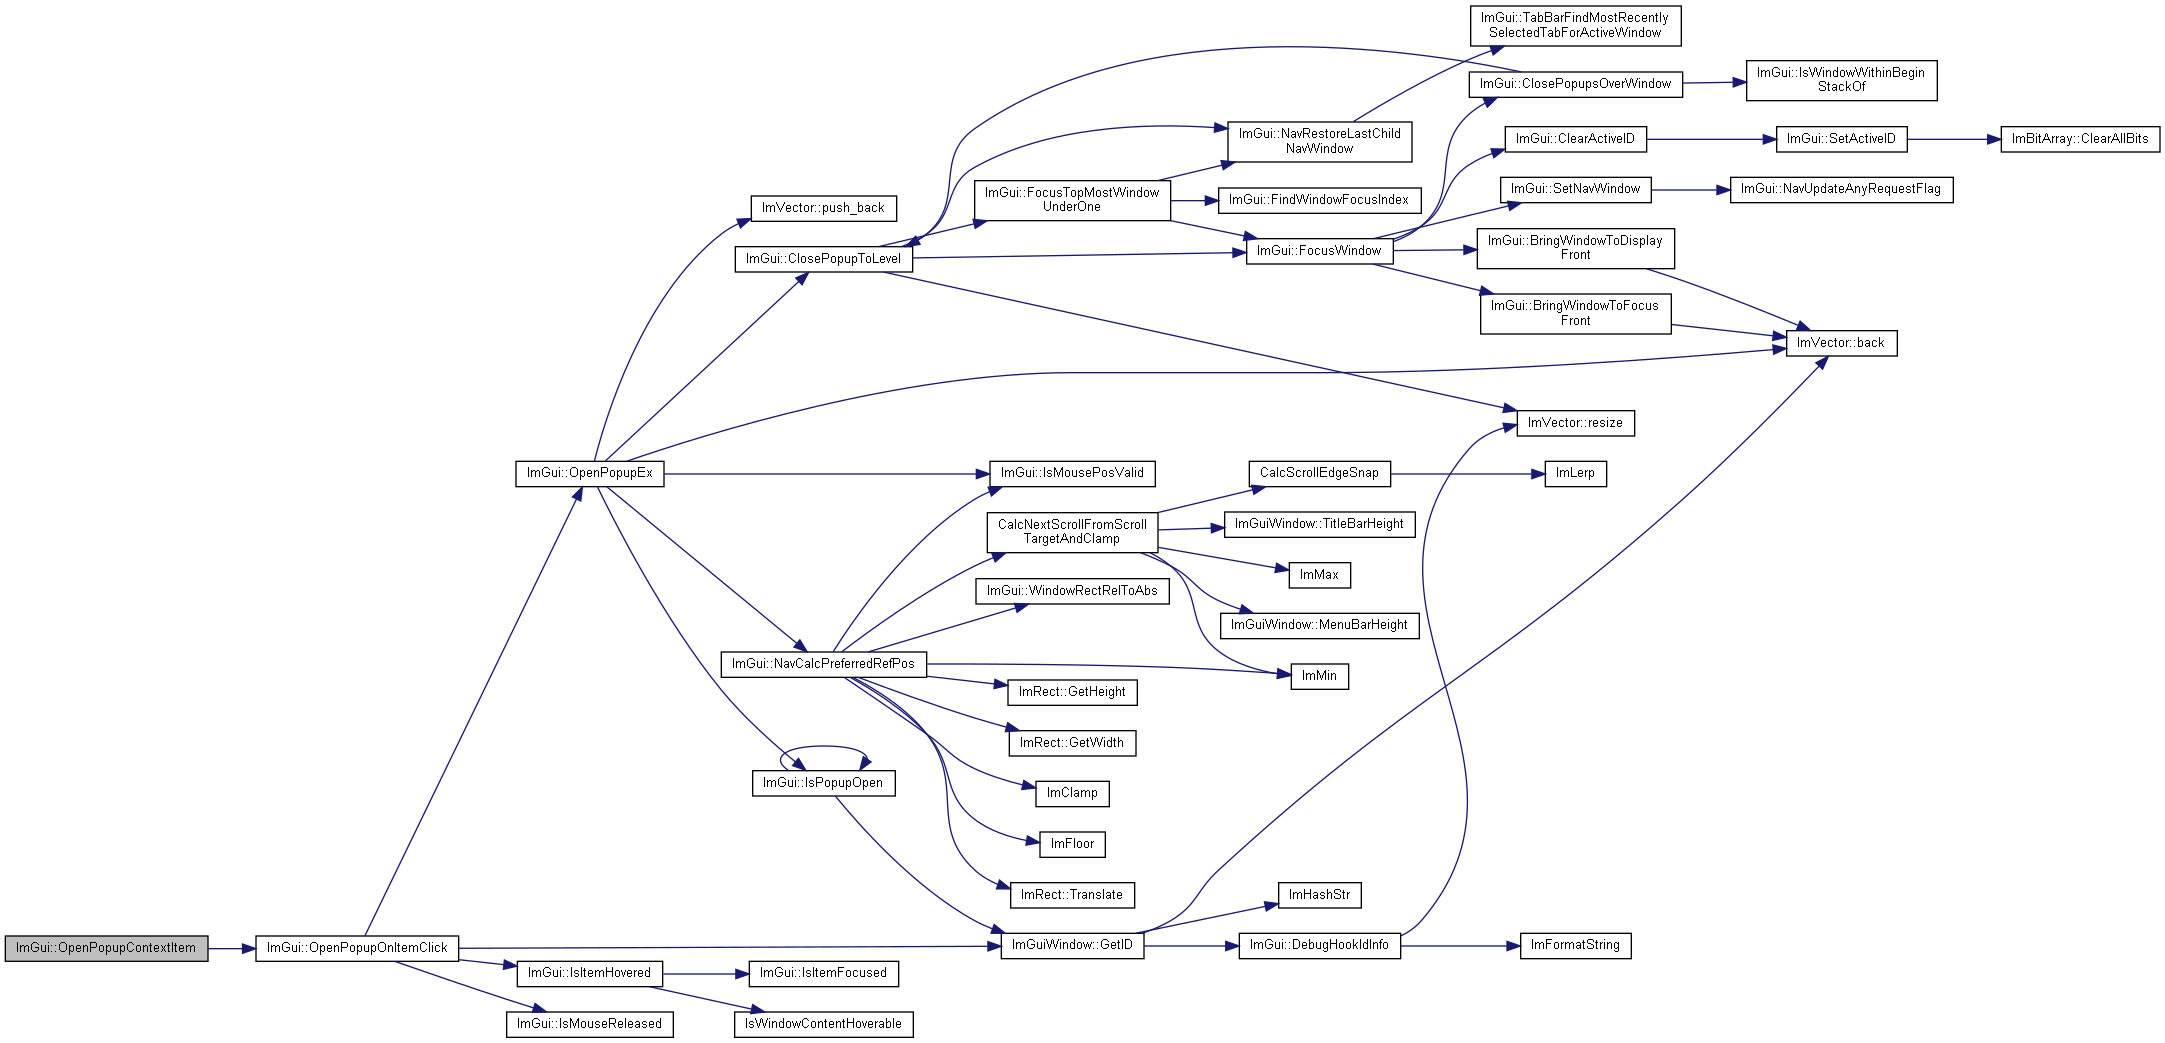 ImGui::TabBarFindMostRecently
SelectedTabForActiveWindow
ImGui::ClosePopupsOverWindow
ImGui::IsWindowWithinBegin
StackOf
ImGui::NavRestoreLastChild
NavWindow
ImGui::ClearActiveID
ImGui::SetActiveID
ImBitArray::ClearAllBits
ImGui::FocusTopMostWindow
UnderOne
ImGui::FindWindowFocusIndex
ImGui::SetNavWindow
ImGui::NavUpdateAnyRequestFlag
ImVector::push_back
ImGui::ClosePopupToLevel
ImGui::FocusWindow
ImGui::BringWindowToDisplay
Front
ImGui::BringWindowToFocus
Front
ImVector::back
ImVector::resize
ImGui::OpenPopupEx
ImGui::IsMousePosValid
CalcScrollEdgeSnap
ImLerp
CalcNextScrollFromScroll
TargetAndClamp
ImGuiWindow::TitleBarHeight
ImMax
ImGui::WindowRectRelToAbs
ImGuiWindow::MenuBarHeight
ImGui::NavCalcPreferredRefPos
ImMin
ImRect::GetHeight
ImRect::GetWidth
ImGui::IsPopupOpen
ImClamp
ImFloor
ImRect::Translate
ImHashStr
ImGui::OpenPopupContextItem
ImGui::OpenPopupOnItemClick
ImGuiWindow::GetID
ImGui::DebugHookIdInfo
ImFormatString
ImGui::IsItemHovered
ImGui::IsItemFocused
ImGui::IsMouseReleased
IsWindowContentHoverable